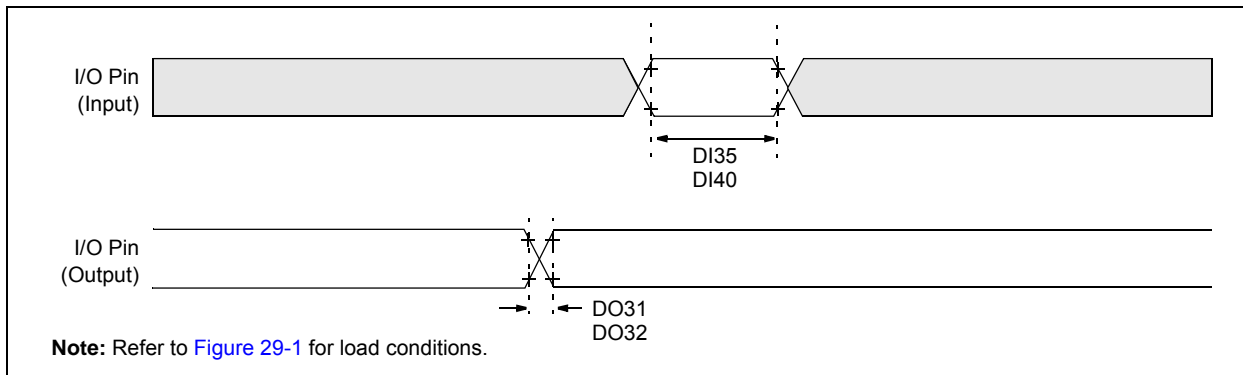 I/O Pin
(Input)
DI35
DI40
I/O Pin
(Output)
DO31
DO32
Note: Refer to Figure 29-1 for load conditions.